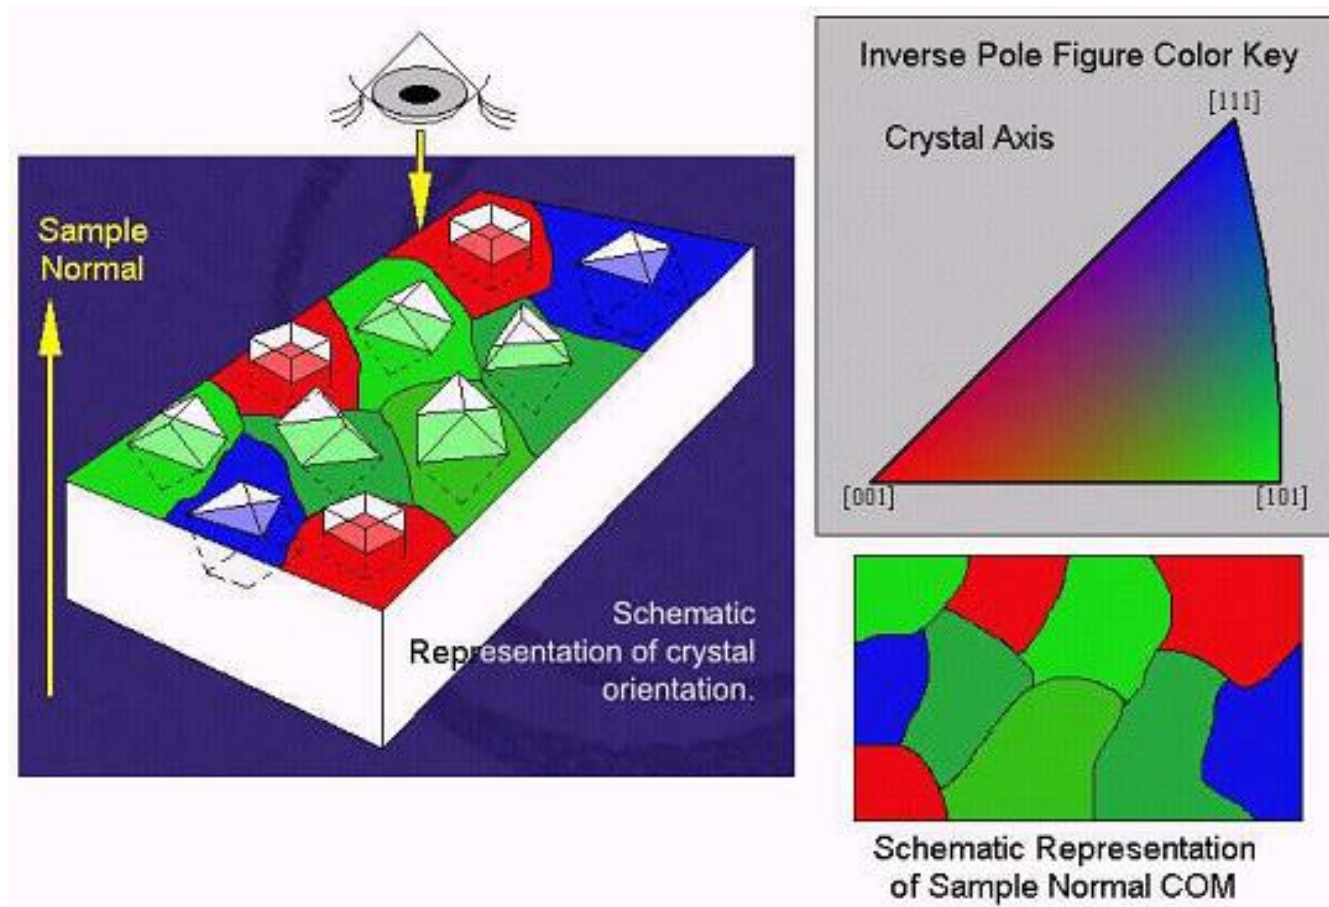 Sample
Normal
Schematic
Representation of crystal
orientation.
Inverse Pole Figure Color Key
[111]
Crystal Axis
[001]
[101]
Schematic Representation
of Sample Normal COM